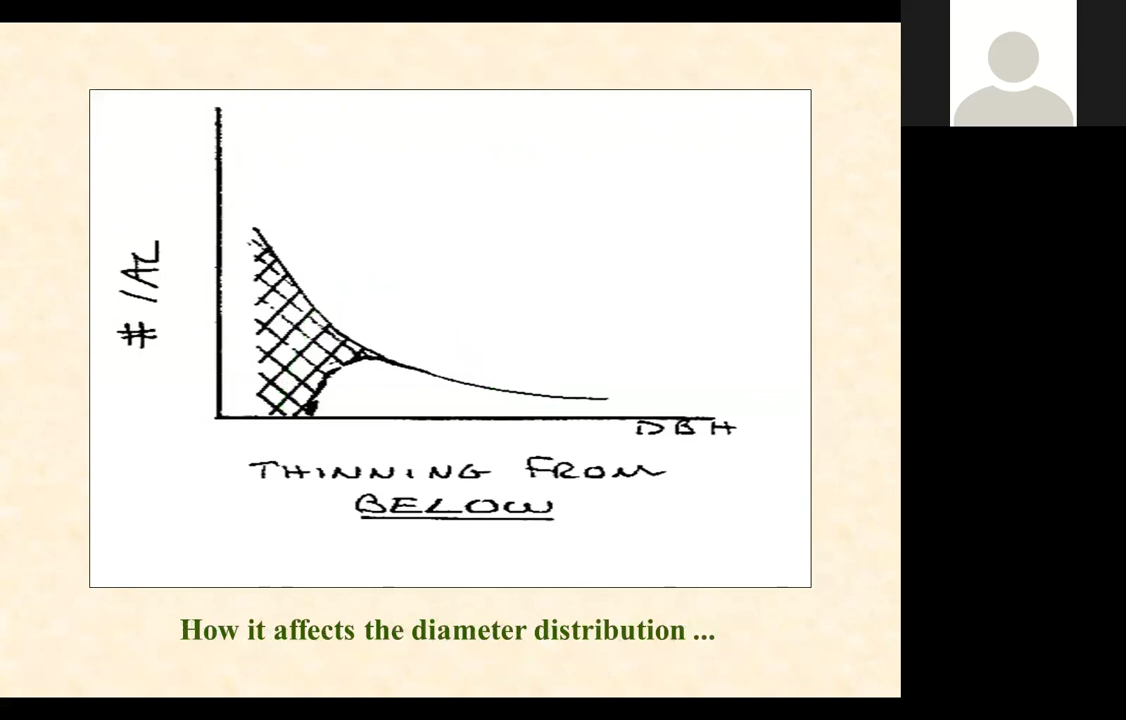 # / AC
DBH
THINNING FROM
BELOW
How it affects the diameter distribution ...